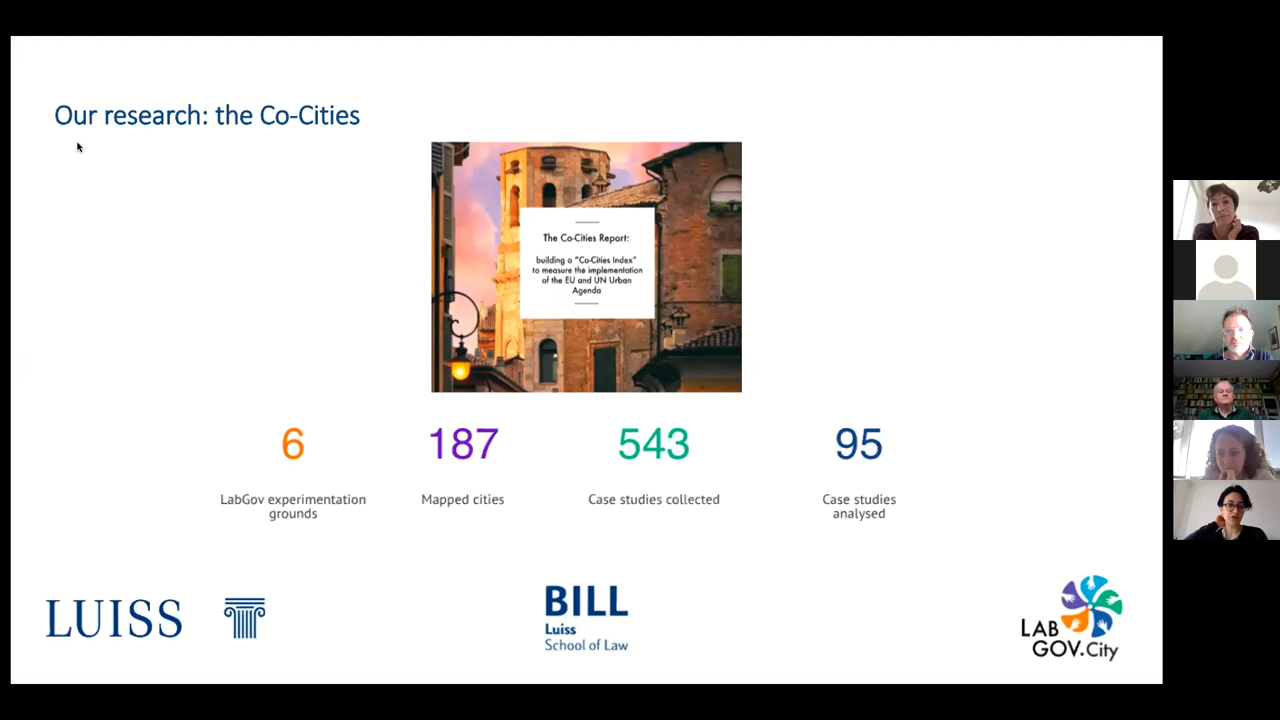 Our research: the Co-Cities
The Co-Cities Report:
building a "Co-Cities Index"
to measure the implementation
of the EU and UN Urban
Agenda
6
LabGov experimentation
grounds
187
Mapped cities
543
Case studies collected
95
Case studies
analysed
LUISS
BILL
Luiss
School of Law
LAB
GOV.City